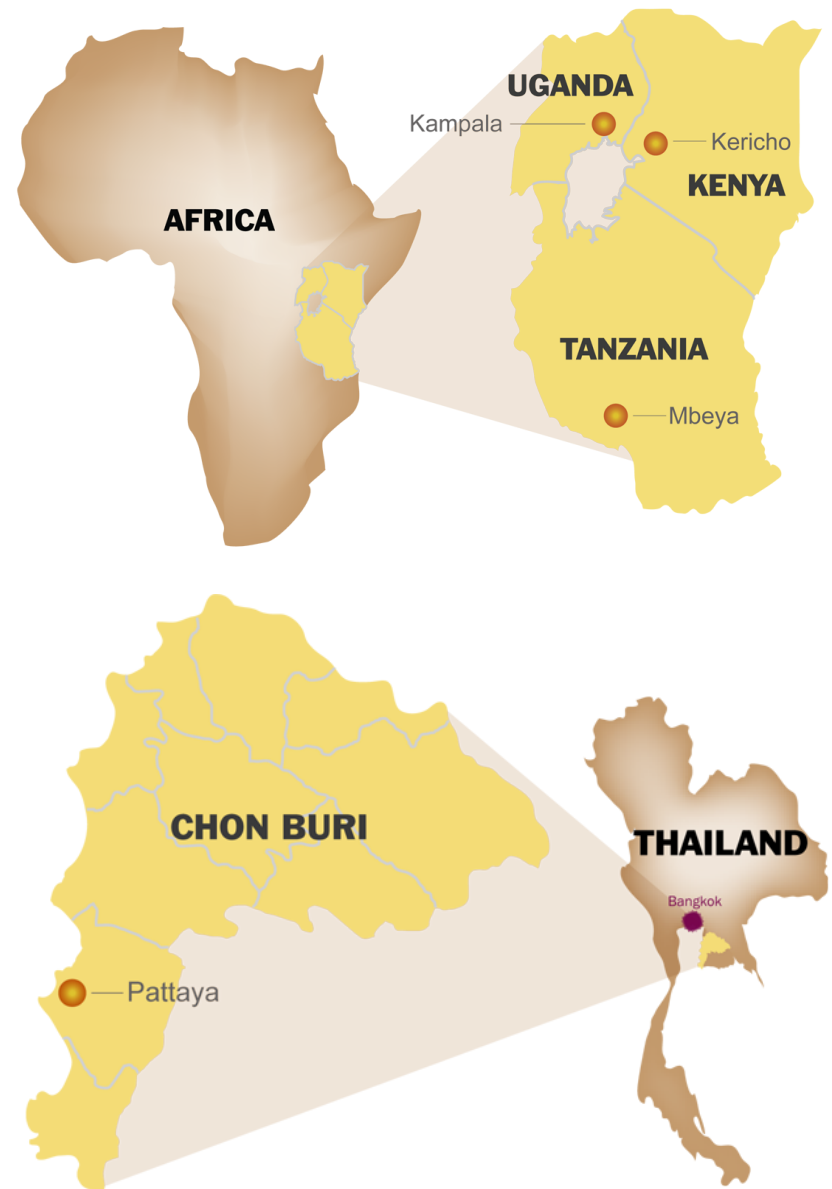 UGANDA
Kampala
Kericho
AFRICA
KENYA
TANZANIA
Mbeya
CHON BURI
THAILAND
Bangkok
Pattaya